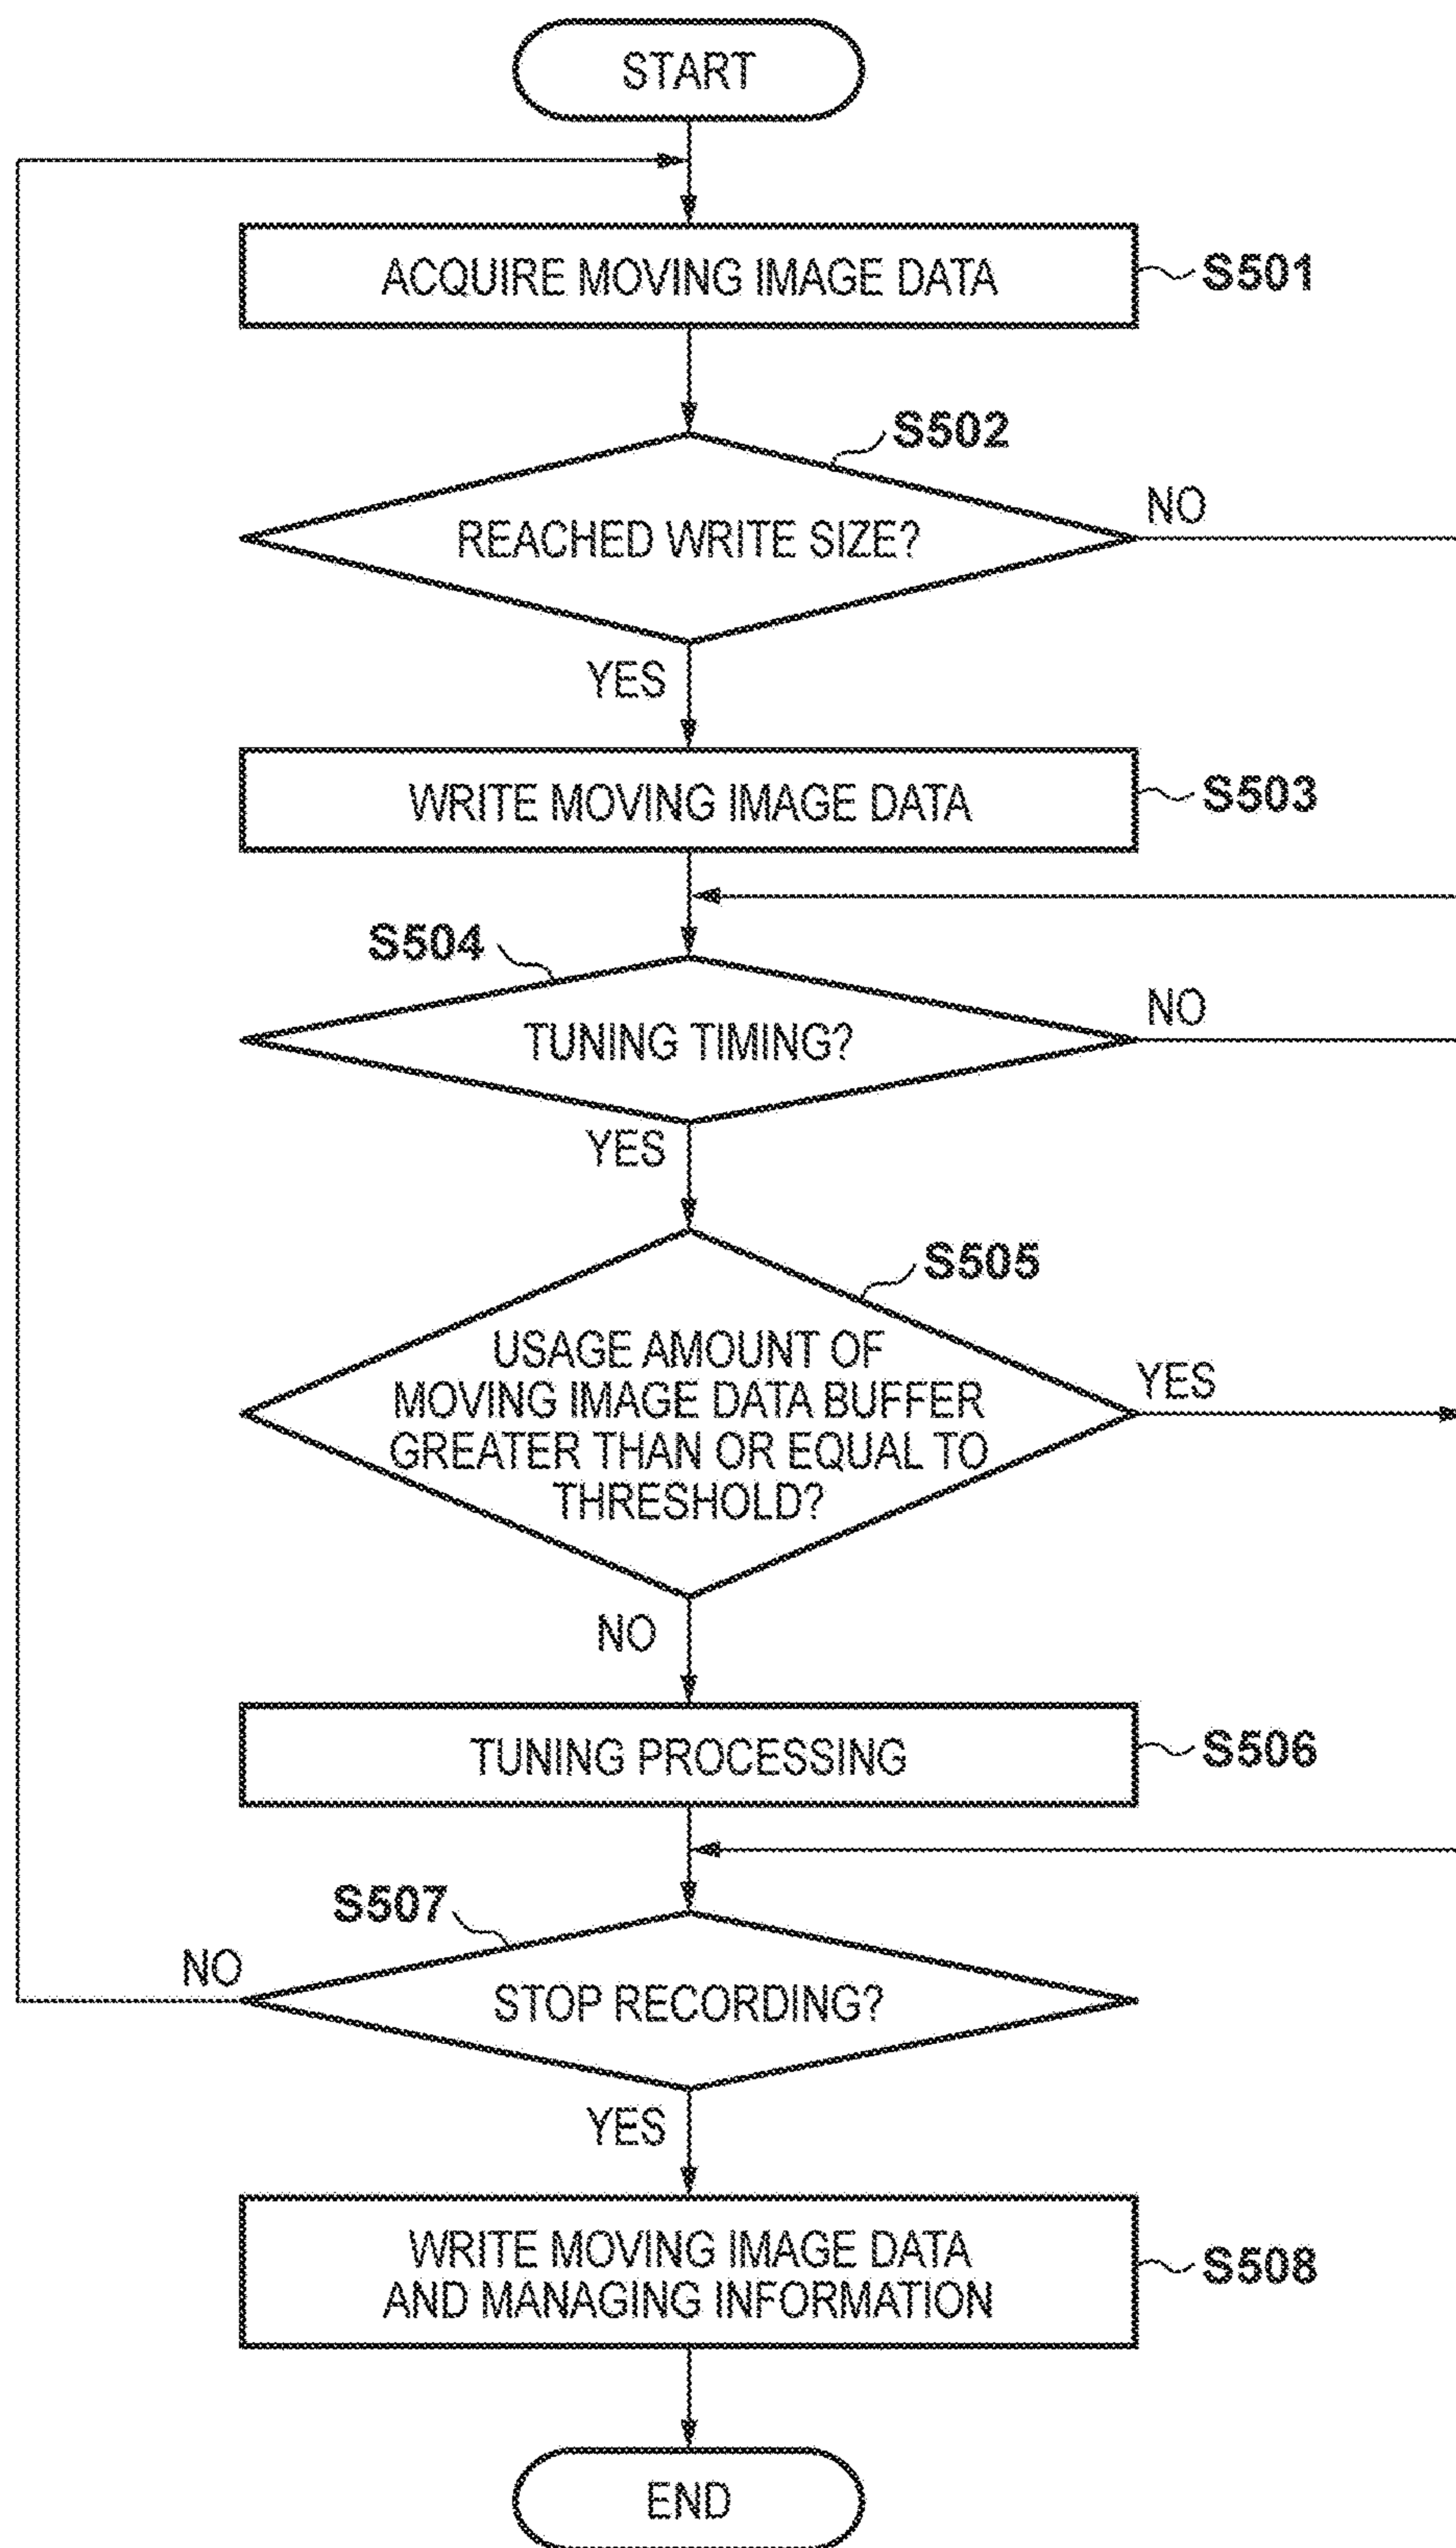 START
ACQUIRE MOVING IMAGE DATA
S501
S502
REACHED WRITE SIZE?
NO
YES
WRITE MOVING IMAGE DATA
S503
S504
TUNING TIMING?
NO
YES
S505
USAGE AMOUNT OF
MOVING IMAGE DATA BUFFER
GREATER THAN OR EQUAL TO
THRESHOLD?
YES
NO
TUNING PROCESSING
S506
S507
NO
STOP RECORDING?
YES
WRITE MOVING IMAGE DATA
AND MANAGING INFORMATION
S508
END